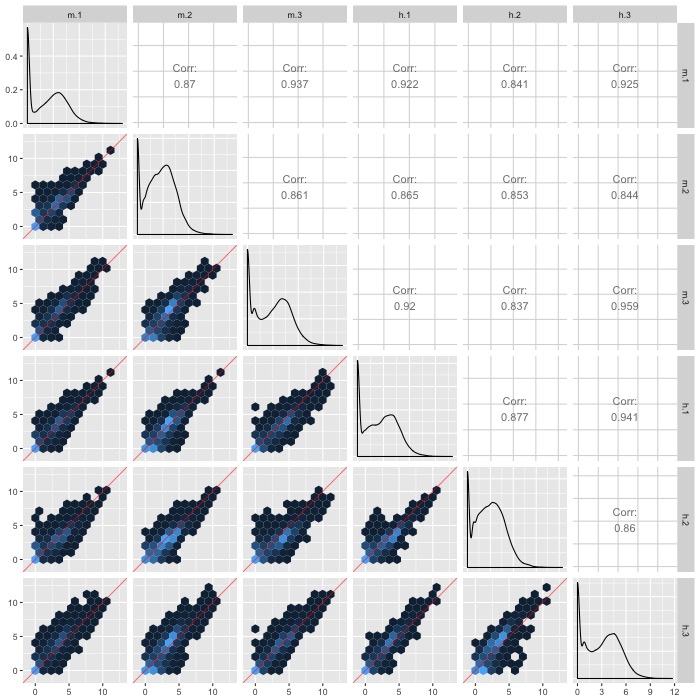 m.1 m.2 m.3 h.1 h.2 h.3
0.4
0.2
0.0
Corr: Corr: Corr: Corr: Corr:
0.87 0.937 0.922 0.841 0.925
m.1
10
5
0
Corr: Corr: Corr: Corr:
0.861 0.865 0.853 0.844
m.2
10
5
0
Corr: Corr: Corr:
0.92 0.837 0.959
m.3
10
5
0
Corr: Corr:
0.877 0.941
h.1
10
5
0
Corr:
0.86
h.2
10
5
0
h.3
0 5 10 0 5 10 0 5 10 0 5 10 0 5 10 0 3 6 9 12